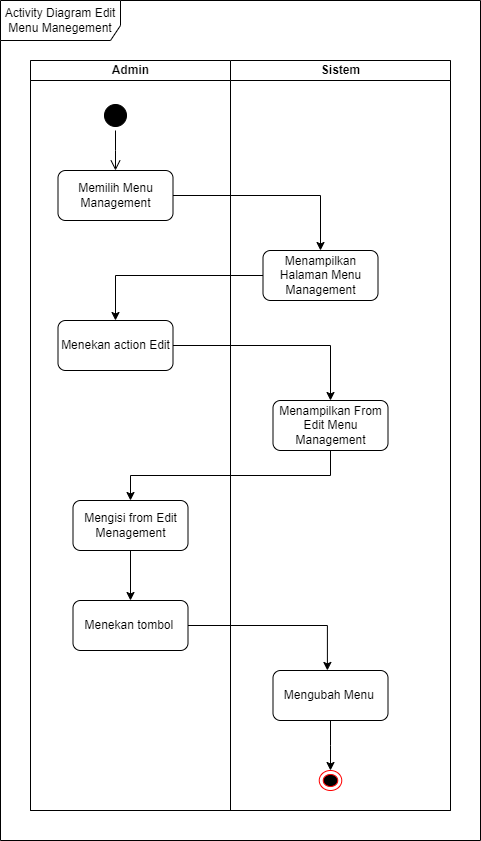 Activity Diagram Edit
Menu Manegement
Admin
Sistem
Memilih Menu
Management
Menampilkan
Halaman Menu
Management
Menekan action Edit
Menampilkan From
Edit Menu
Management
Mengisi from Edit
Menagement
Menekan tombol
Mengubah Menu